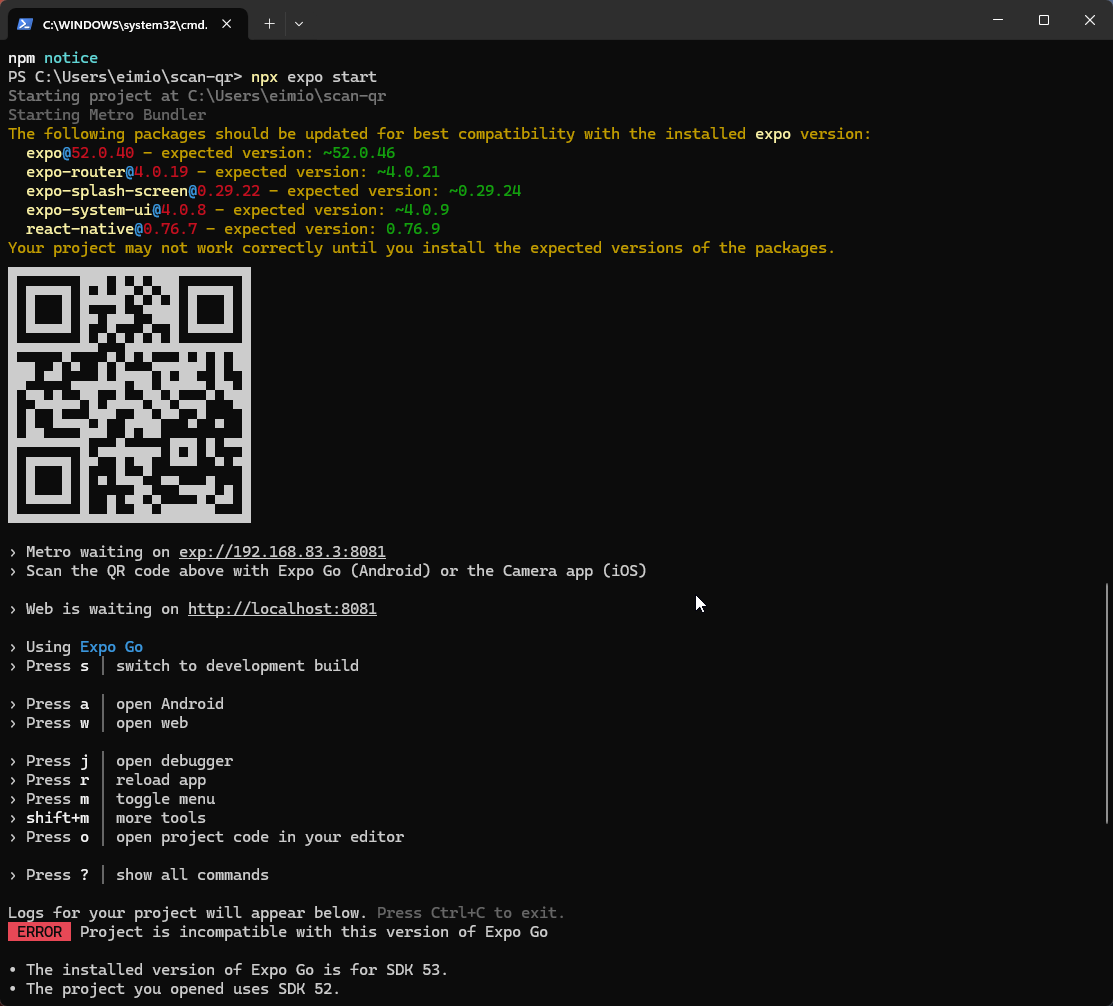 C:\WINDOWS\system32\cmd.
npm notice
PS C:\Users\eimio\scan-qr> npx expo start
Starting project at C:\Users\eimio\scan-qr
Starting Metro Bundler
The following packages should be updated for best compatibility with the installed expo version:
expo@52.0.40 - expected version: ~52.0.46
expo-router@4.0.19 - expected version: ~4.0.21
expo-splash-screen@0.29.22 - expected version: ~0.29.24
expo-system-ui@4.0.8 - expected version: ~4.0.9
react-native@0.76.7 - expected version: 0.76.9
Your project may not work correctly until you install the expected versions of the packages.
› Metro waiting on exp://192.168.83.3:8081
› Scan the QR code above with Expo Go (Android) or the Camera app (iOS)
› Web is waiting on http://localhost:8081
› Using Expo Go
› Press s │ switch to development build
› Press a │ open Android
› Press w │ open web
› Press j │ open debugger
› Press r │ reload app
› Press m │ toggle menu
› shift+m │ more tools
› Press o │ open project code in your editor
› Press ? │ show all commands
Logs for your project will appear below. Press Ctrl+C to exit.
ERROR Project is incompatible with this version of Expo Go
• The installed version of Expo Go is for SDK 53.
• The project you opened uses SDK 52.